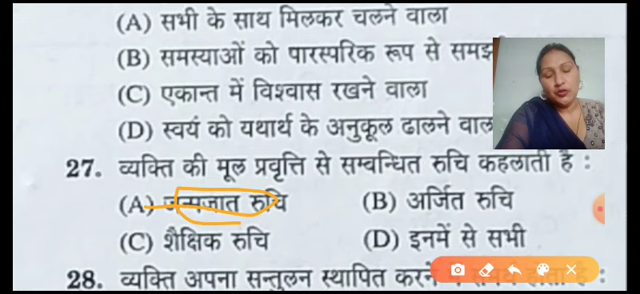 (A) सभी के साथ मिलकर चलने वाला
(B) समस्याओं को पारस्परिक रूप से
(C) एकान्त में विश्वास रखने वाला
(D) स्वयं को यथार्थ के अनुकूल ढालने
27. व्यक्ति की मूल प्रवृत्ति से सम्बन्धित रुचि कहलाती है :
(A) जन्मजात रुचि (B) अर्जित रुचि
(C) शैक्षिक रुचि (D) इनमें से सभी
28. व्यक्ति अपना सन्तुलन स्थापित करने